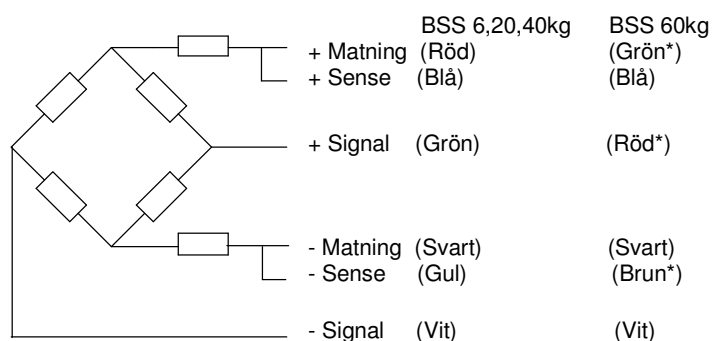 BSS 6,20,40kg BSS 60kg
+ Matning (Röd) (Grön*)
+ Sense (Blå) (Blå)
+ Signal (Grön) (Röd*)
- Matning (Svart) (Svart)
- Sense (Gul) (Brun*)
- Signal (Vit) (Vit)